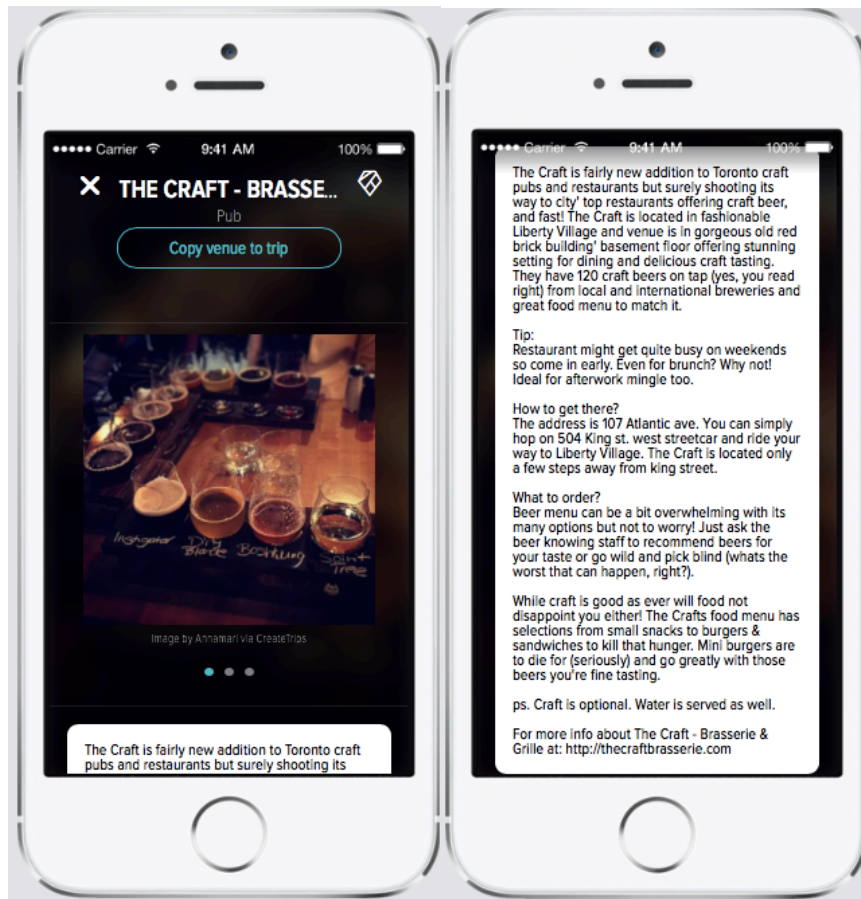 Carrier 9:41 AM 100%
THE CRAFT - BRASSE...
Pub
Copy venue to trip
Instigator Dirty Blonde Boshkung Spirit Tree
Image by Annamari via CreateTrips
The Craft is fairly new addition to Toronto craft
pubs and restaurants but surely shooting its
Carrier 9:41 AM 100%
The Craft is fairly new addition to Toronto craft
pubs and restaurants but surely shooting its
way to city' top restaurants offering craft beer,
and fast! The Craft is located in fashionable
Liberty Village and venue is in gorgeous old red
brick building' basement floor offering stunning
setting for dining and delicious craft tasting.
They have 120 craft beers on tap (yes, you read
right) from local and international breweries and
great food menu to match it.
Tip:
Restaurant might get quite busy on weekends
so come in early. Even for brunch? Why not!
Ideal for afterwork mingle too.
How to get there?
The address is 107 Atlantic ave. You can simply
hop on 504 King st. west streetcar and ride your
way to Liberty Village. The Craft is located only
a few steps away from king street.
What to order?
Beer menu can be a bit overwhelming with its
many options but not to worry! Just ask the
beer knowing staff to recommend beers for
your taste or go wild and pick blind (whats the
worst that can happen, right?).
While craft is good as ever will food not
disappoint you either! The Crafts food menu has
selections from small snacks to burgers &
sandwiches to kill that hunger. Mini burgers are
to die for (seriously) and go greatly with those
beers you're fine tasting.
ps. Craft is optional. Water is served as well.
For more info about The Craft - Brasserie &
Grille at: http://thecraftbrasserie.com